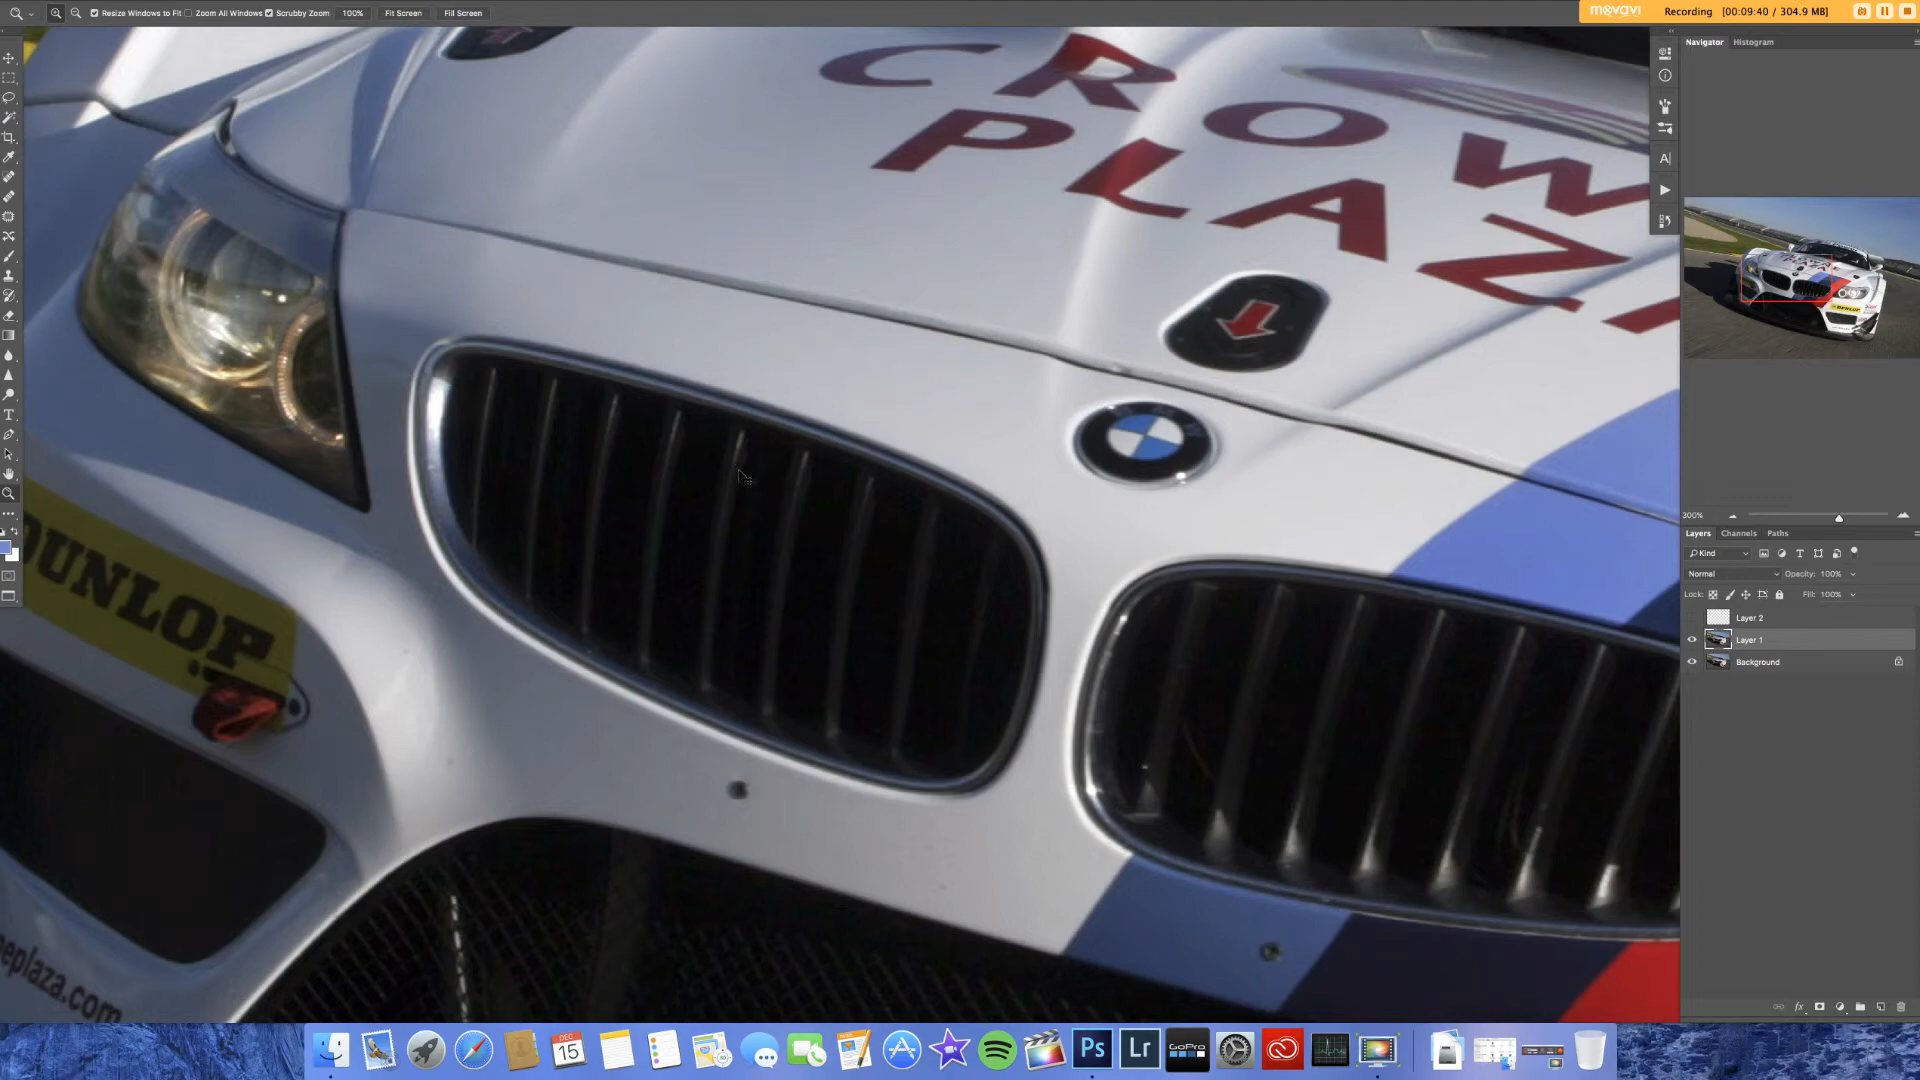 Resize Windows to Fit Zoom All Windows Scrubby Zoom 100% Fit Screen Fill Screen
movavi Recording [00:09:40 / 304.9 MB]
Navigator Histogram
CROW
PLAZ
DUNLOP
neplaza.com
300%
Layers Channels Paths
Kind
Normal Opacity: 100%
Lock: Fill: 100%
Layer 2
Layer 1
Background
DEC
15
Ps
Lr
GoPro